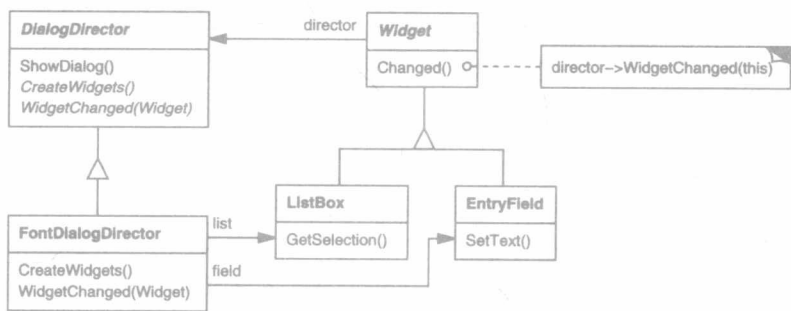 DialogDirector
ShowDialog()
CreateWidgets()
WidgetChanged(Widget)
director
Widget
Changed()
director–>WidgetChanged(this)
FontDialogDirector
CreateWidgets()
WidgetChanged(Widget)
list
field
ListBox
GetSelection()
EntryField
SetText()